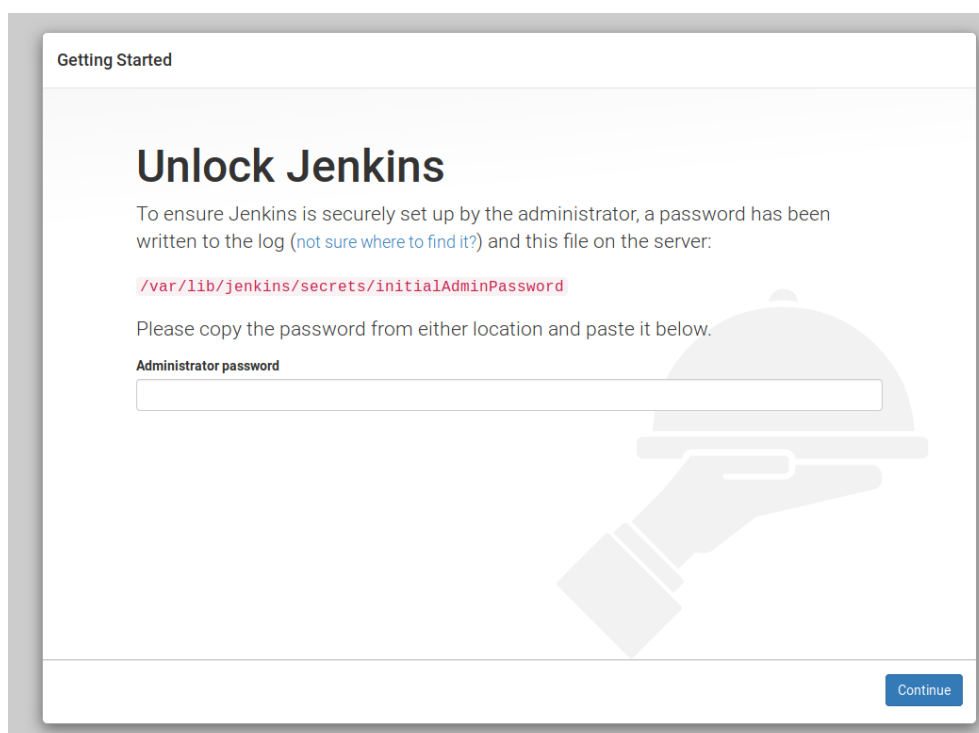 Getting Started
Unlock Jenkins
To ensure Jenkins is securely set up by the administrator, a password has been
written to the log (not sure where to find it?) and this file on the server:
/var/lib/jenkins/secrets/initialAdminPassword
Please copy the password from either location and paste it below.
Administrator password
Continue